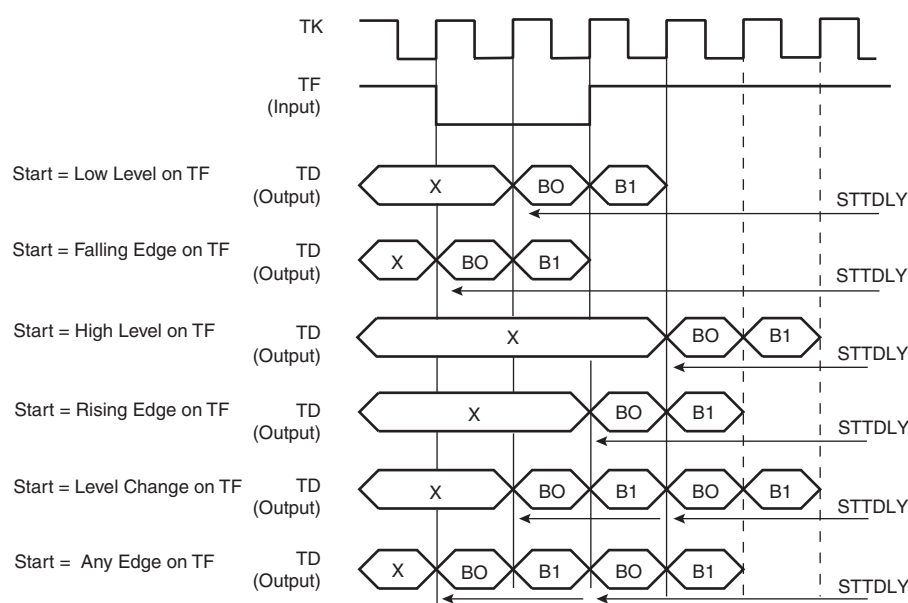 TK
TF
(Input)
Start = Low Level on TF
TD
(Output)
X
BO
B1
STTDLY
Start = Falling Edge on TF
TD
(Output)
X
BO
B1
STTDLY
Start = High Level on TF
TD
(Output)
X
BO
B1
STTDLY
Start = Rising Edge on TF
TD
(Output)
X
BO
B1
STTDLY
Start = Level Change on TF
TD
(Output)
X
BO
B1
BO
B1
STTDLY
Start = Any Edge on TF
TD
(Output)
X
BO
B1
BO
B1
STTDLY